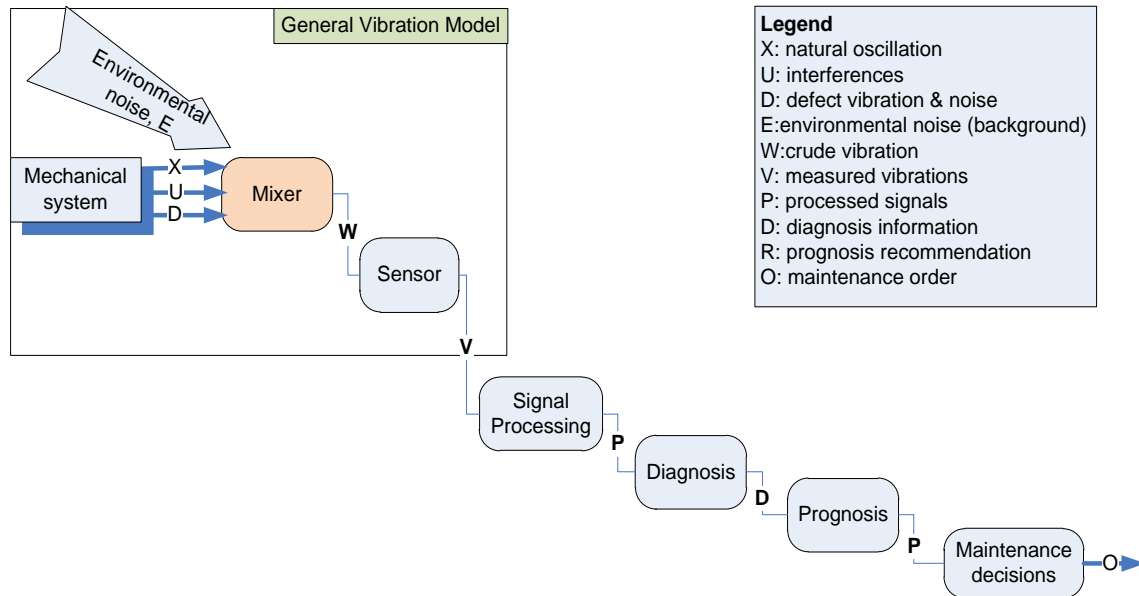 General Vibration Model
Environmental
noise, E
Mechanical
system
X
U
D
Mixer
W
Sensor
V
Signal
Processing
P
Diagnosis
D
Prognosis
P
Maintenance
decisions
O
Legend
X: natural oscillation
U: interferences
D: defect vibration & noise
E:environmental noise (background)
W:crude vibration
V: measured vibrations
P: processed signals
D: diagnosis information
R: prognosis recommendation
O: maintenance order